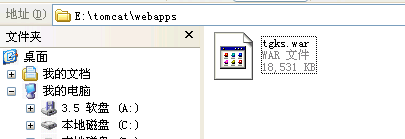 地址(D) E:\tomcat\webapps
文件夹
桌面
我的文档
我的电脑
3.5 软盘 (A:)
本地磁盘 (C:)
tgks.war
WAR 文件
18,531 KB